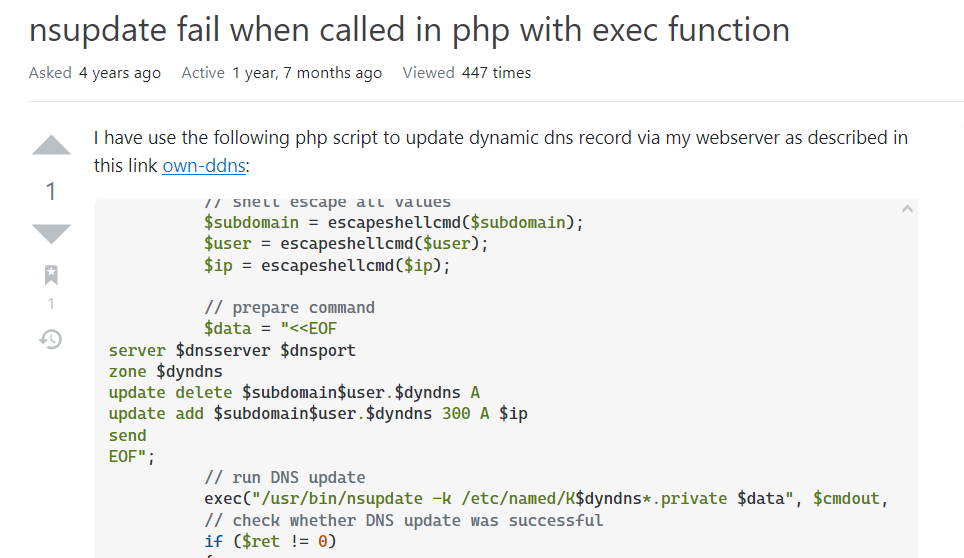 nsupdate fail when called in php with exec function
Asked 4 years ago Active 1 year, 7 months ago Viewed 447 times
I have use the following php script to update dynamic dns record via my webserver as described in
this link own-ddns:
1
1
// shell escape all values
$subdomain = escapeshellcmd($subdomain);
$user = escapeshellcmd($user);
$ip = escapeshellcmd($ip);
// prepare command
$data = "<<EOF
server $dnsserver $dnsport
zone $dyndns
update delete $subdomain$user.$dyndns A
update add $subdomain$user.$dyndns 300 A $ip
send
EOF";
// run DNS update
exec("/usr/bin/nsupdate -k /etc/named/K$dyndns*.private $data", $cmdout,
// check whether DNS update was successful
if ($ret != 0)